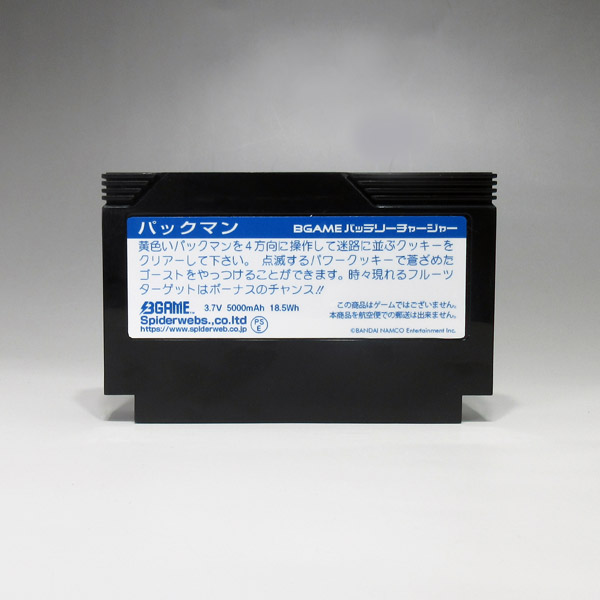 パックマン BGAME バッテリーチャージャー
黄色いパックマンを4方向に操作して迷路に並ぶクッキーを
クリアーして下さい。 点滅するパワークッキーで蒼ざめた
ゴーストをやっつけることができます。時々現れるフルーツ
ターゲットはボーナスのチャンス!!
BGAME™ 3.7V 5000mAh 18.5Wh この商品はゲームではございません。
Spiderwebs.,co.ltd PSE 本商品を航空便での郵送は出来ません。
https://www.spiderweb.co.jp ©BANDAI NAMCO Entertainment Inc.